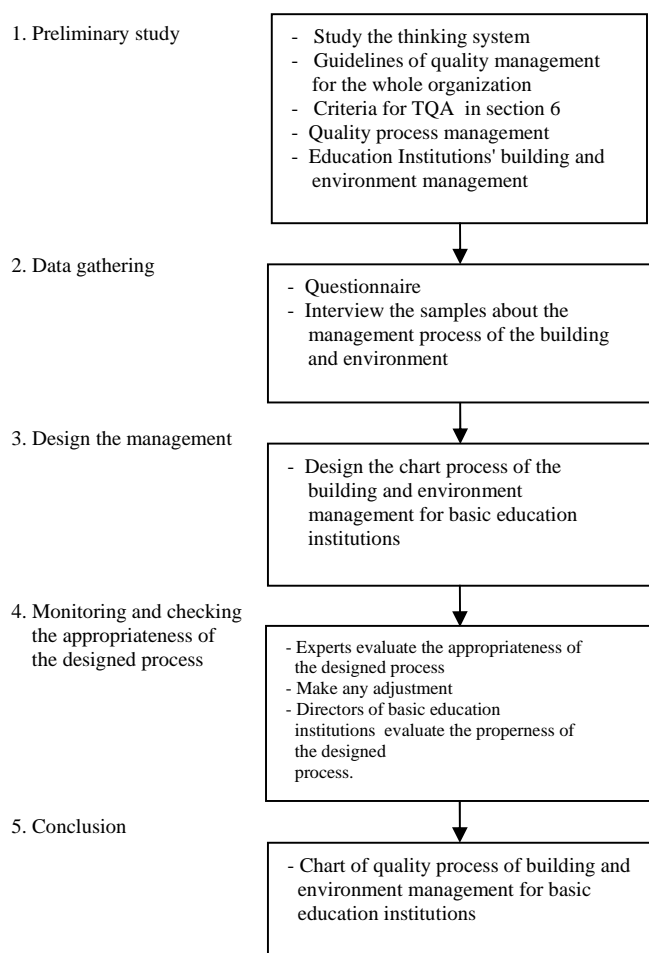 1. Preliminary study
- Study the thinking system
- Guidelines of quality management
for the whole organization
- Criteria for TQA in section 6
- Quality process management
- Education Institutions' building and
environment management
2. Data gathering
- Questionnaire
- Interview the samples about the
management process of the building
and environment
3. Design the management
- Design the chart process of the
building and environment
management for basic education
institutions
4. Monitoring and checking
the appropriateness of
the designed process
- Experts evaluate the appropriateness of
the designed process
- Make any adjustment
- Directors of basic education
institutions evaluate the properness of
the designed
process.
5. Conclusion
- Chart of quality process of building and
environment management for basic
education institutions